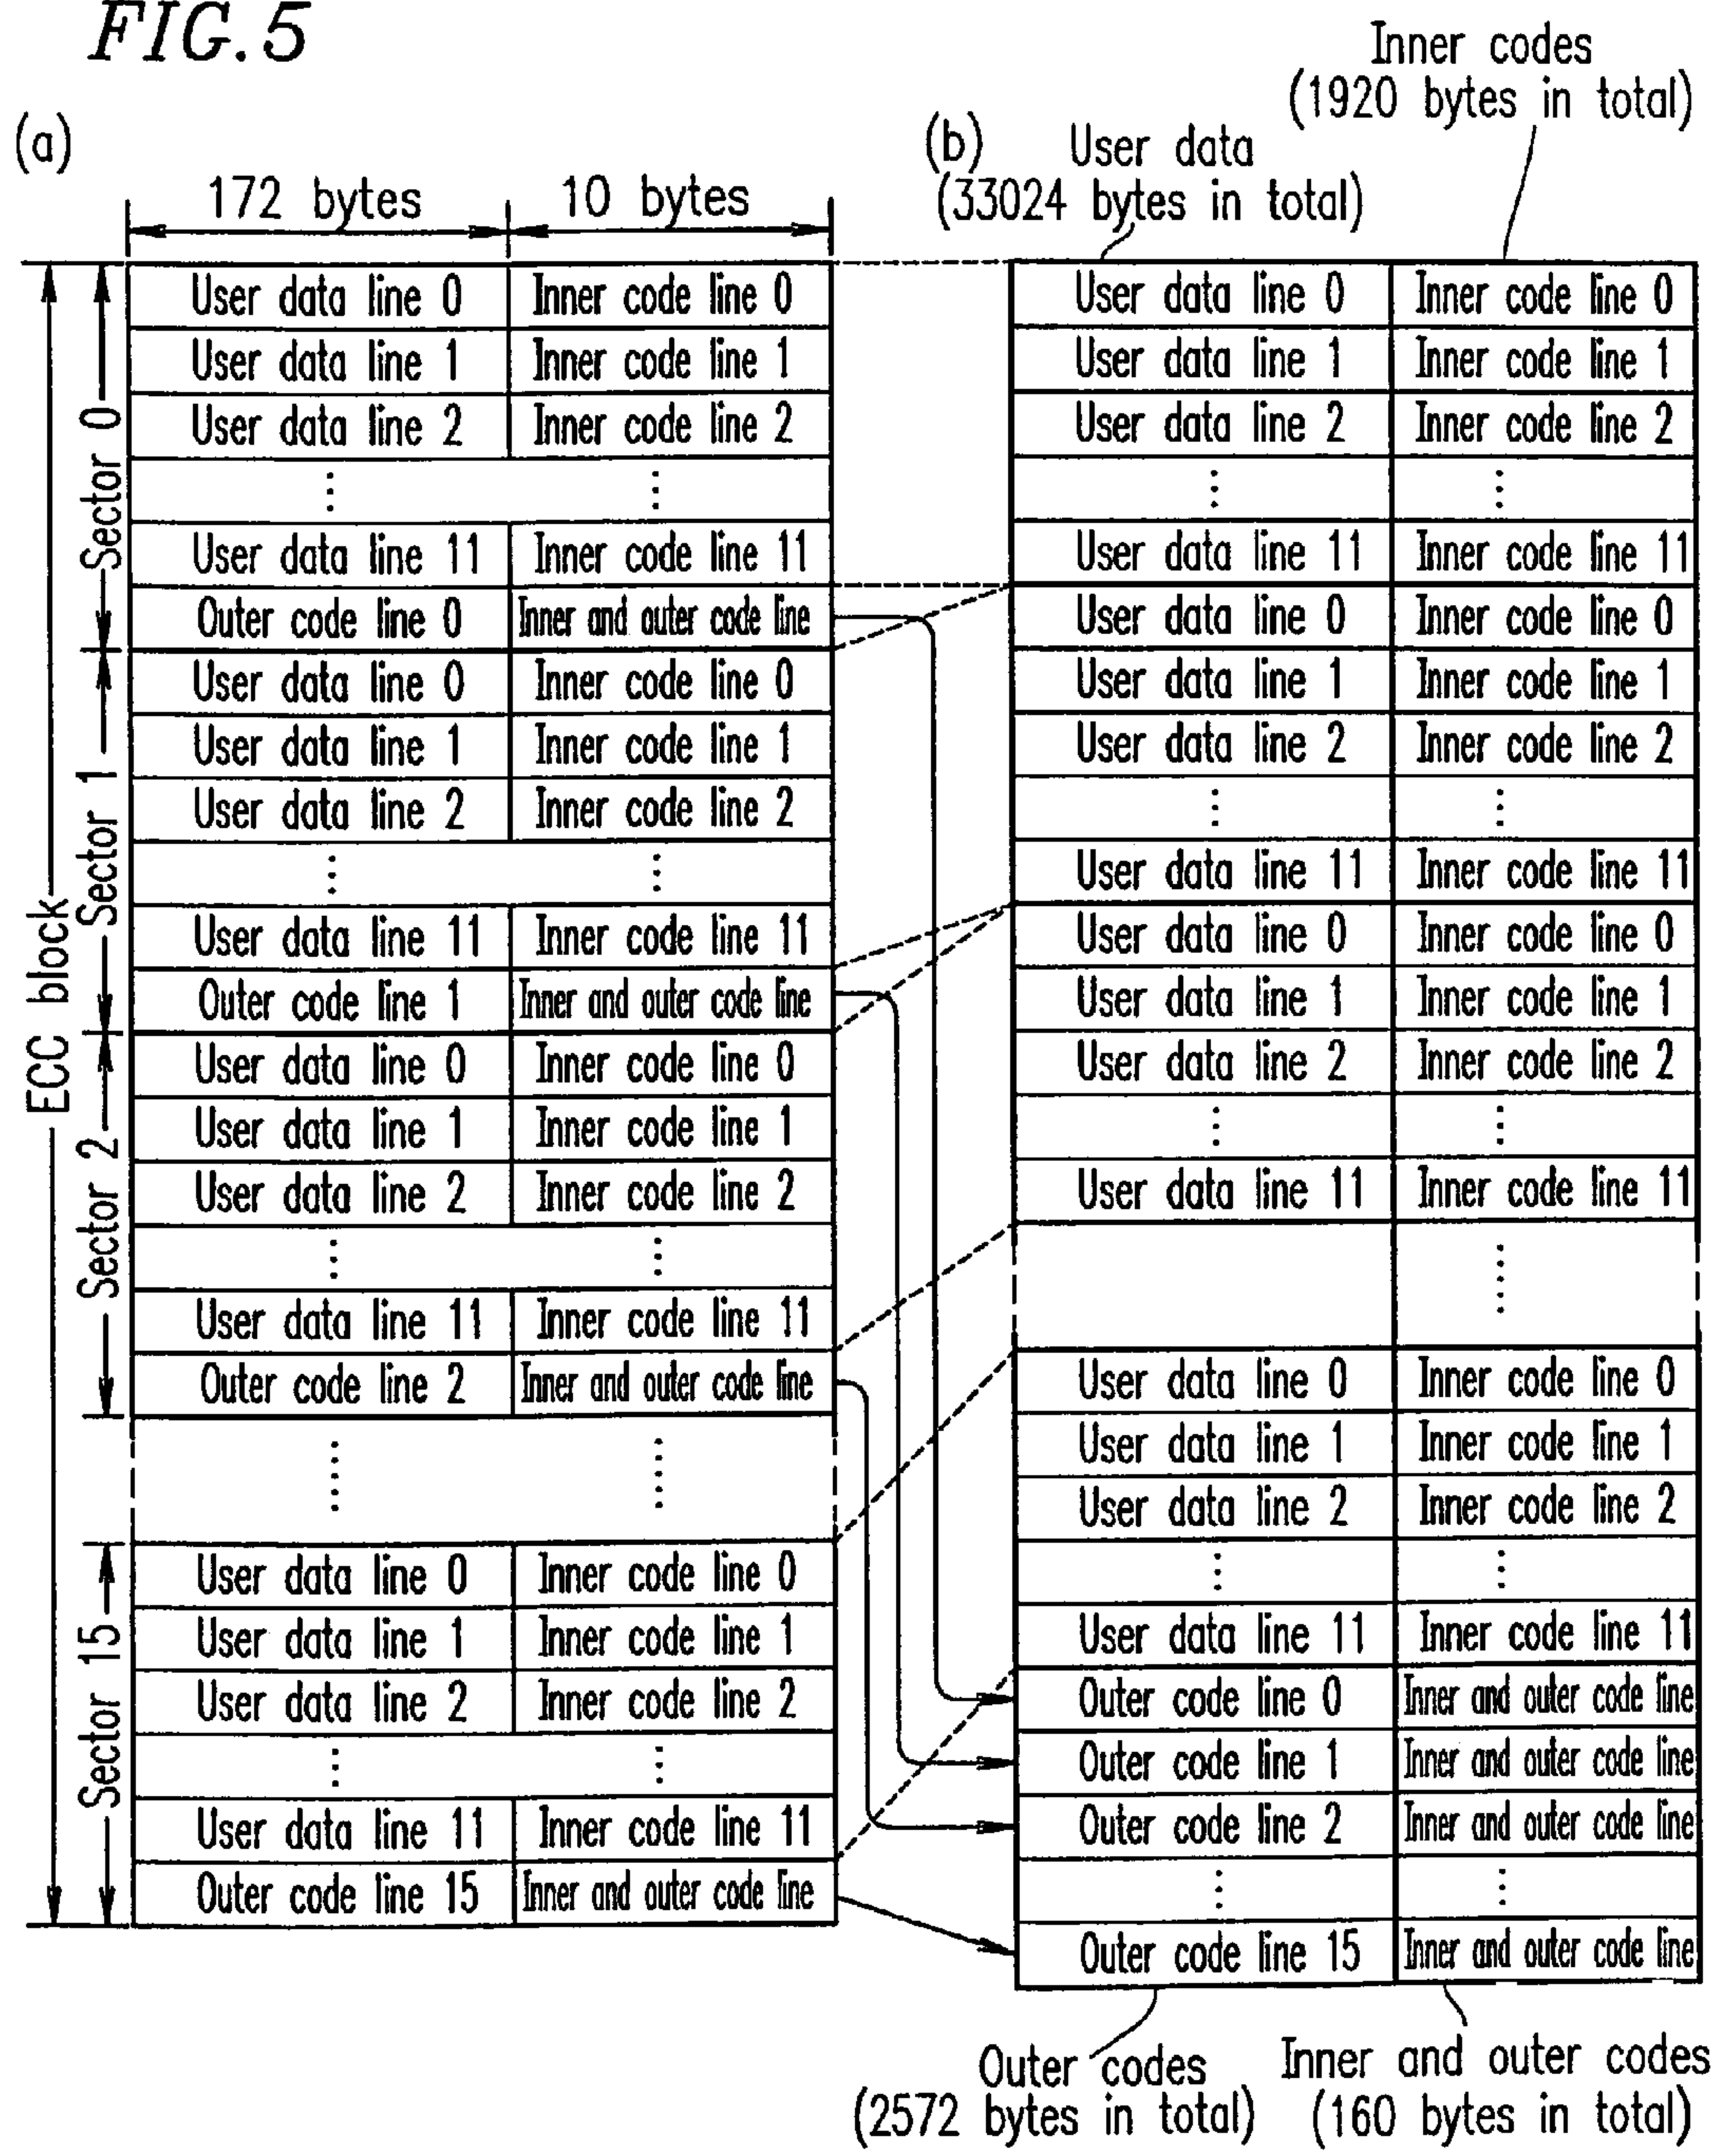 FIG.5
(a)
172 bytes 10 bytes
ECC block
Sector 0
User data line 0 Inner code line 0
User data line 1 Inner code line 1
User data line 2 Inner code line 2
User data line 11 Inner code line 11
Outer code line 0 Inner and outer code line
Sector 1
User data line 0 Inner code line 0
User data line 1 Inner code line 1
User data line 2 Inner code line 2
User data line 11 Inner code line 11
Outer code line 1 Inner and outer code line
Sector 2
User data line 0 Inner code line 0
User data line 1 Inner code line 1
User data line 2 Inner code line 2
User data line 11 Inner code line 11
Outer code line 2 Inner and outer code line
Sector 15
User data line 0 Inner code line 0
User data line 1 Inner code line 1
User data line 2 Inner code line 2
User data line 11 Inner code line 11
Outer code line 15 Inner and outer code line
(b)
User data
(33024 bytes in total)
Inner codes
(1920 bytes in total)
User data line 0 Inner code line 0
User data line 1 Inner code line 1
User data line 2 Inner code line 2
User data line 11 Inner code line 11
User data line 0 Inner code line 0
User data line 1 Inner code line 1
User data line 2 Inner code line 2
User data line 11 Inner code line 11
User data line 0 Inner code line 0
User data line 1 Inner code line 1
User data line 2 Inner code line 2
User data line 11 Inner code line 11
User data line 0 Inner code line 0
User data line 1 Inner code line 1
User data line 2 Inner code line 2
User data line 11 Inner code line 11
Outer code line 0 Inner and outer code line
Outer code line 1 Inner and outer code line
Outer code line 2 Inner and outer code line
Outer code line 15 Inner and outer code line
Outer codes
(2572 bytes in total)
Inner and outer codes
(160 bytes in total)